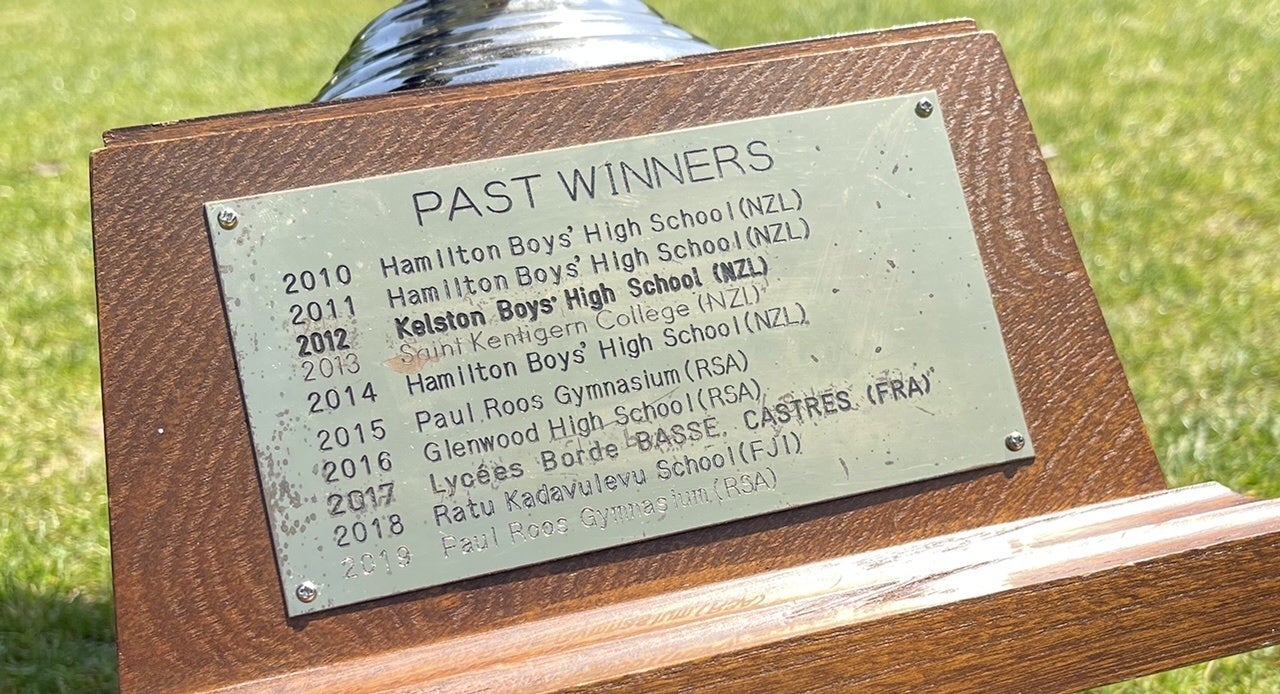 PAST WINNERS
2010 Hamilton Boys' High School (NZL)
2011 Hamilton Boys' High School (NZL)
2012 Kelston Boys' High School (NZL)
2013 Saint Kentigern College (NZL)
2014 Hamilton Boys' High School (NZL)
2015 Paul Roos Gymnasium (RSA)
2016 Glenwood High School (RSA)
2017 Lycées Borde BASSE, CASTRES (FRA)
2018 Ratu Kadavulevu School (FJI)
2019 Paul Roos Gymnasium (RSA)